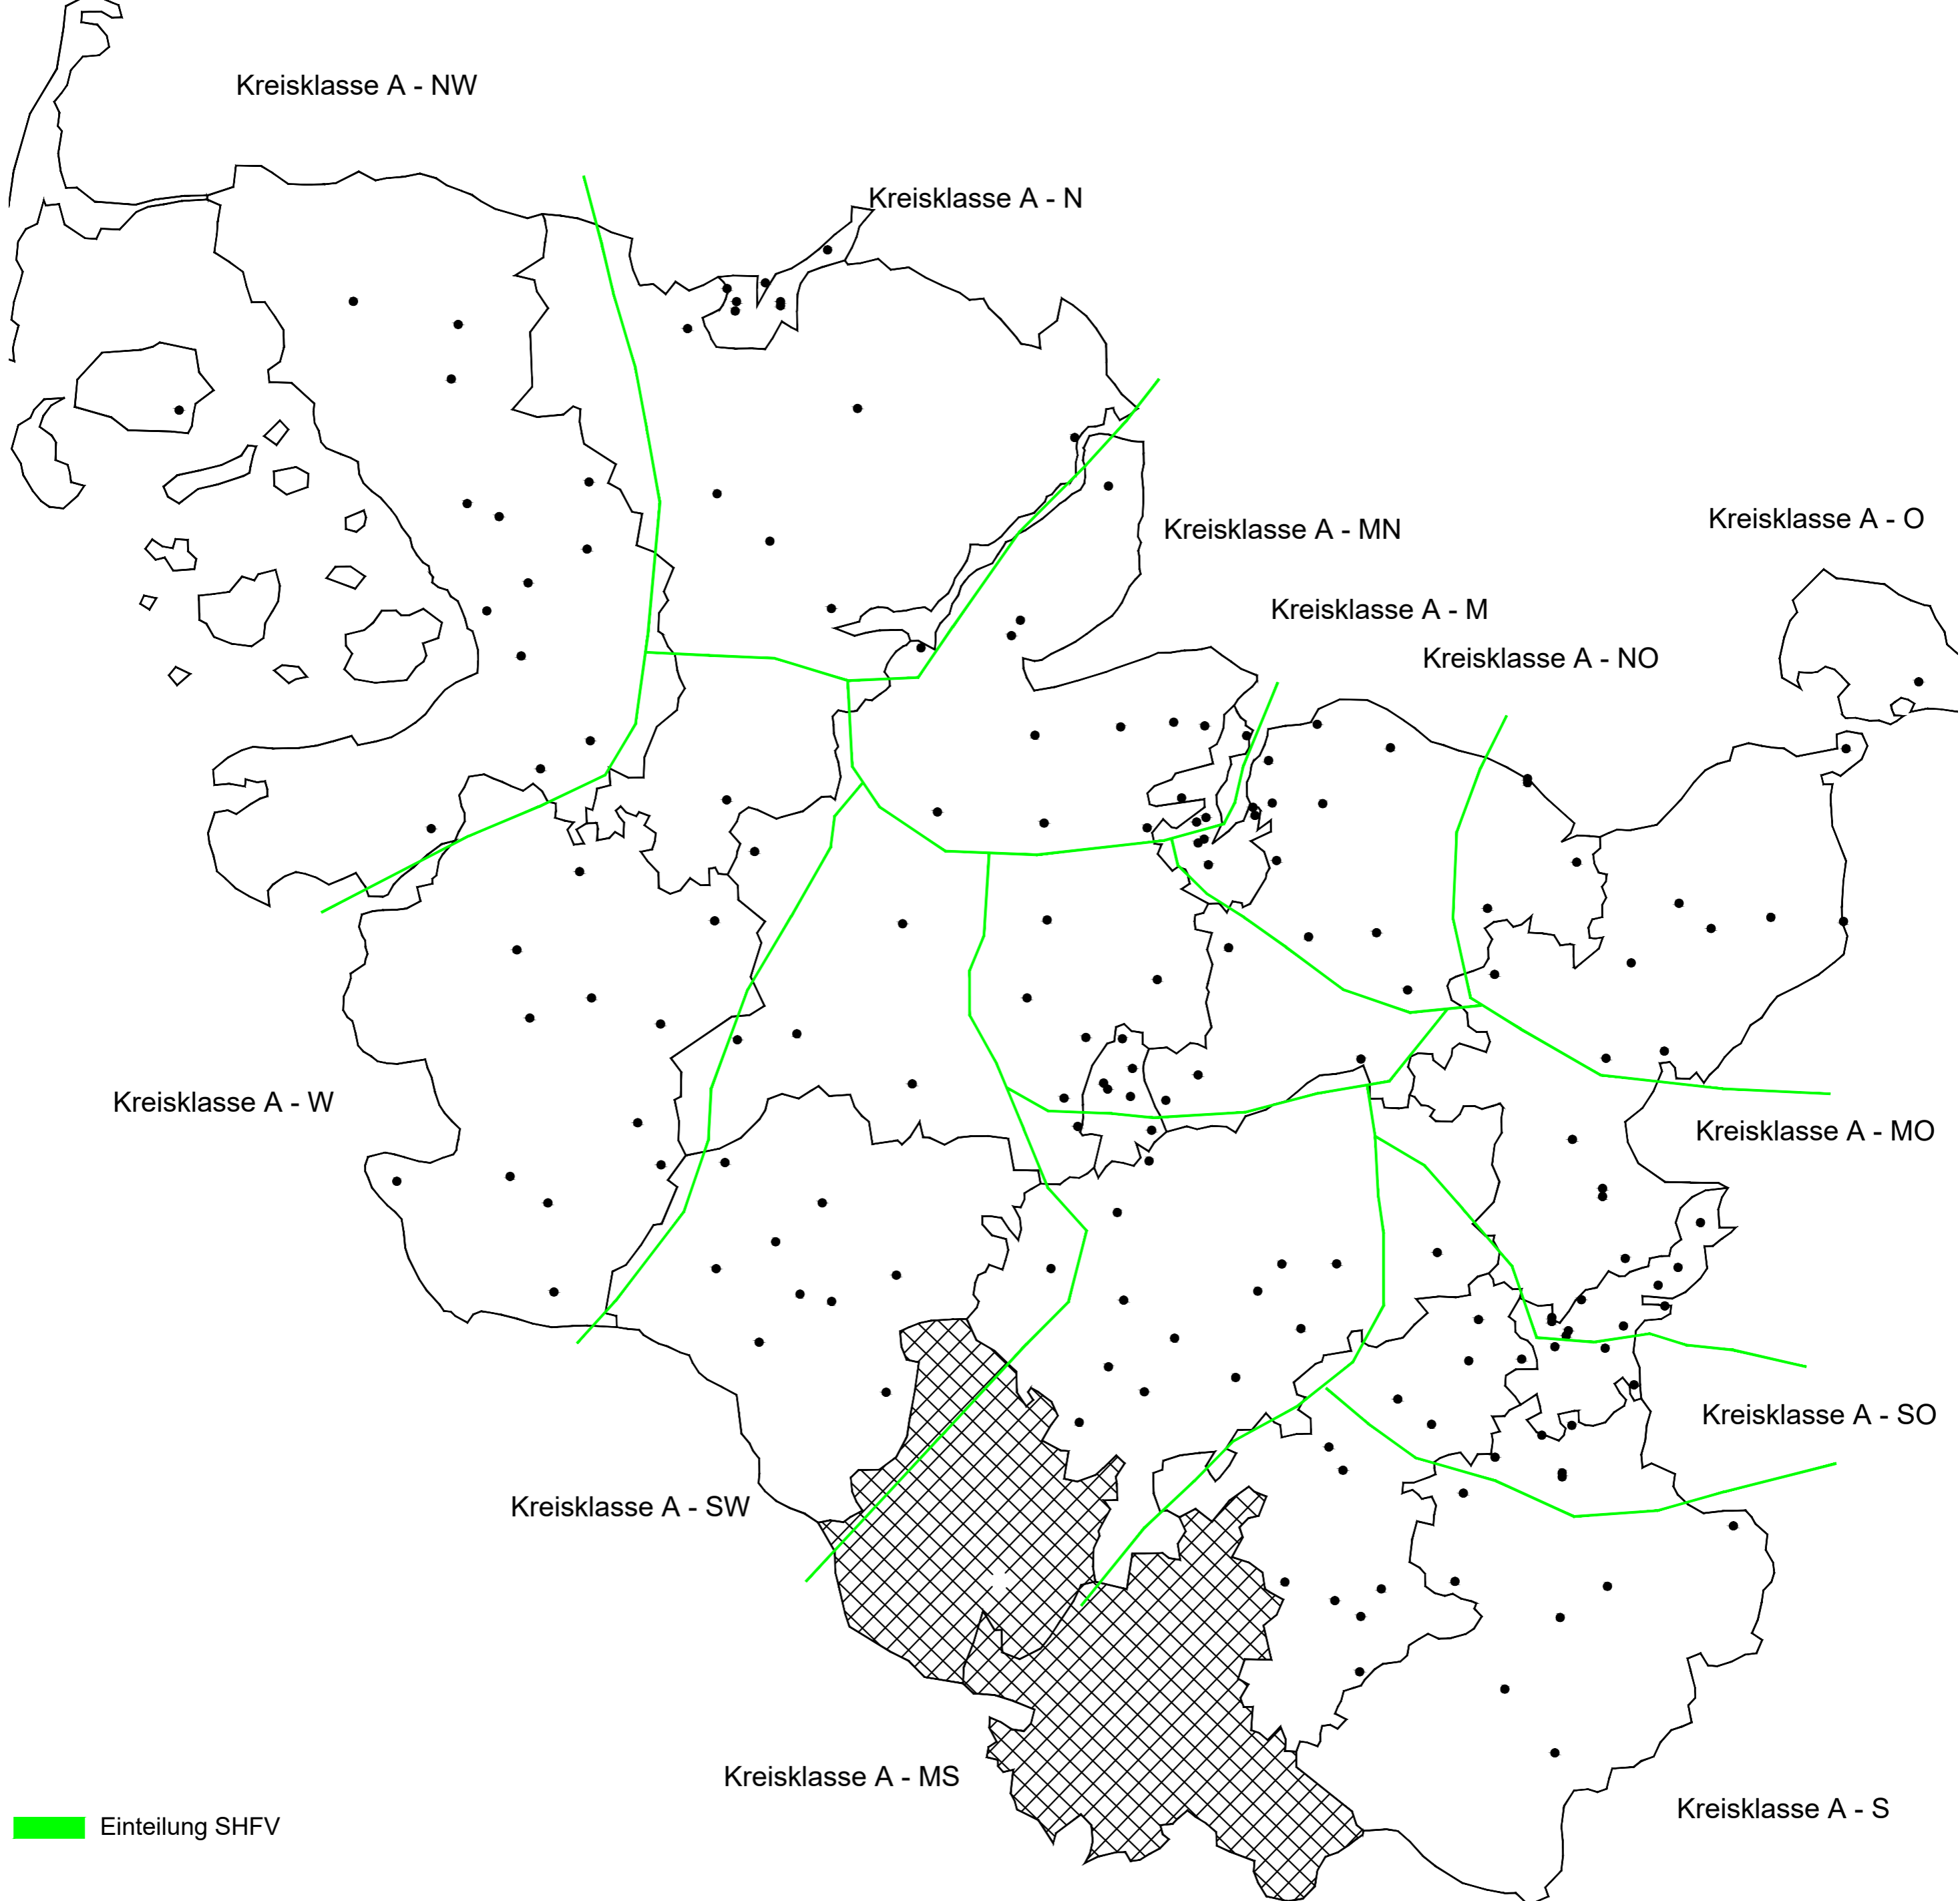 Kreisklasse A - NW
Kreisklasse A - N
Kreisklasse A - O
Kreisklasse A - MN
Kreisklasse A - M
Kreisklasse A - NO
Kreisklasse A - W
Kreisklasse A - MO
Kreisklasse A - SO
Kreisklasse A - SW
Kreisklasse A - MS
Kreisklasse A - S
Einteilung SHFV